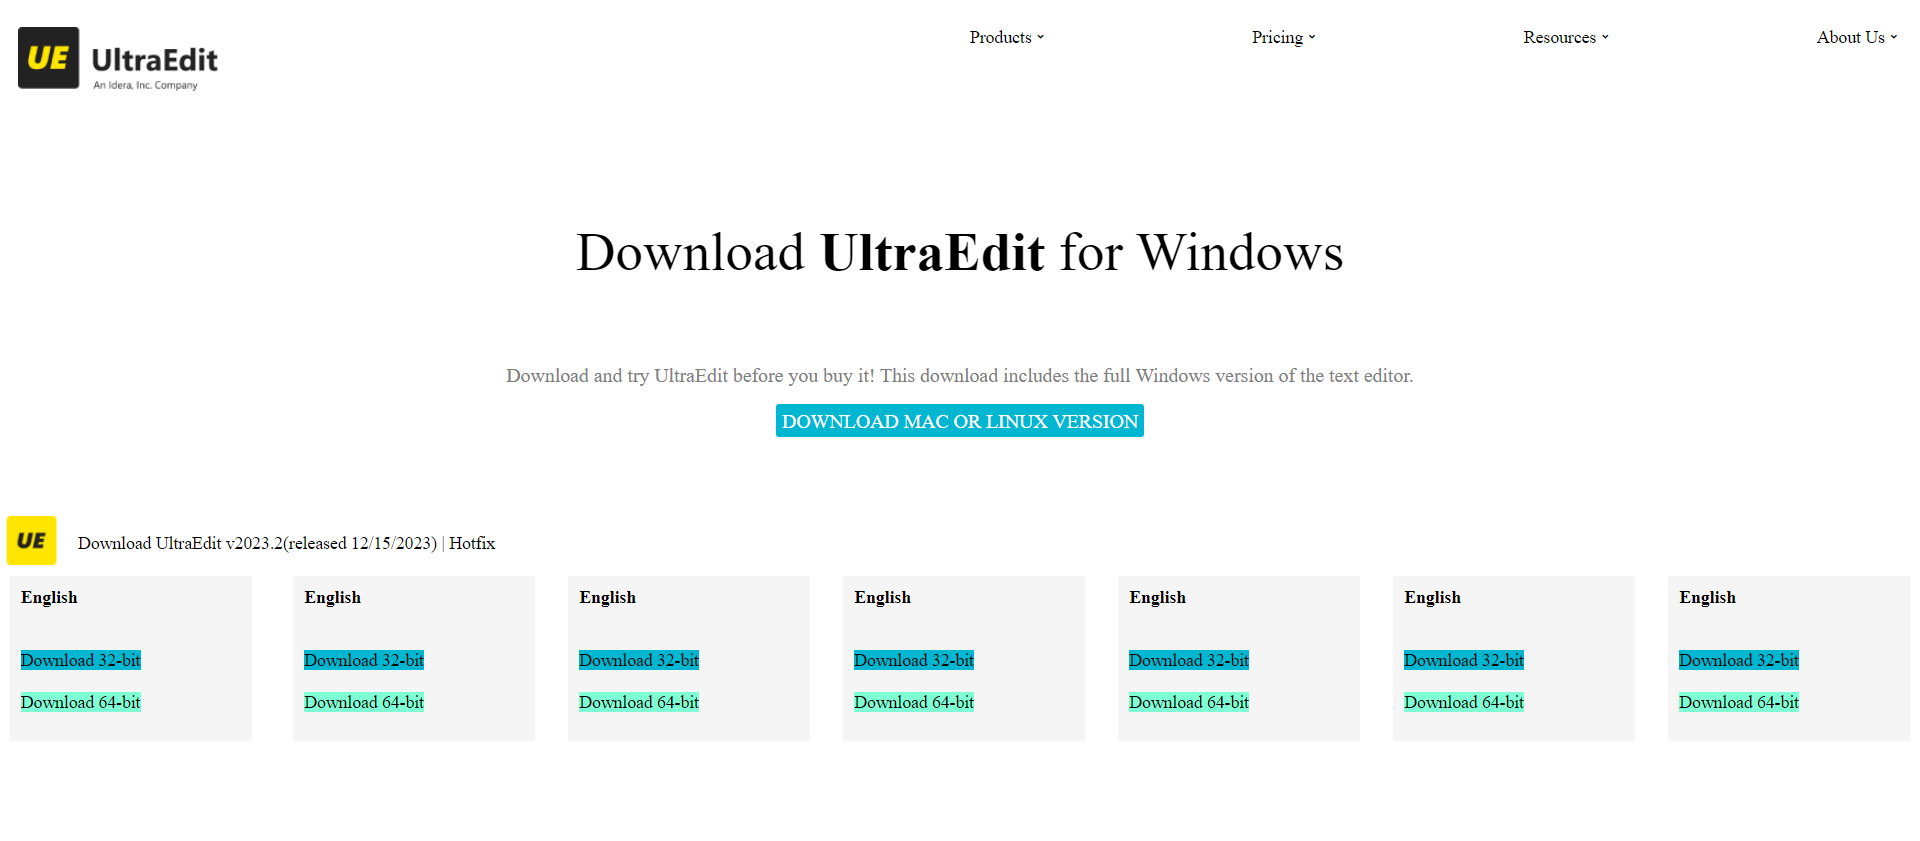 UE UltraEdit
An Idera, Inc. Company
Products Pricing Resources About Us
Download UltraEdit for Windows
Download and try UltraEdit before you buy it! This download includes the full Windows version of the text editor.
DOWNLOAD MAC OR LINUX VERSION
UE Download UltraEdit v2023.2(released 12/15/2023) | Hotfix
English English English English English English English
Download 32-bit Download 32-bit Download 32-bit Download 32-bit Download 32-bit Download 32-bit Download 32-bit
Download 64-bit Download 64-bit Download 64-bit Download 64-bit Download 64-bit Download 64-bit Download 64-bit